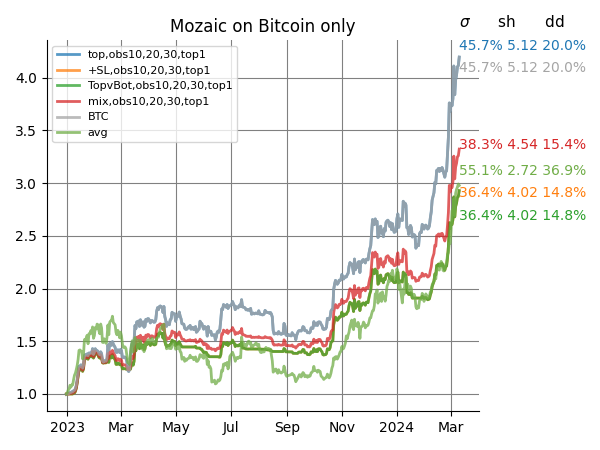 Mozaic on Bitcoin only
σ sh dd
45.7% 5.12 20.0%
45.7% 5.12 20.0%
38.3% 4.54 15.4%
55.1% 2.72 36.9%
36.4% 4.02 14.8%
36.4% 4.02 14.8%
top,obs10,20,30,top1
+SL,obs10,20,30,top1
TopvBot,obs10,20,30,top1
mix,obs10,20,30,top1
BTC
avg
4.0
3.5
3.0
2.5
2.0
1.5
1.0
2023 Mar May Jul Sep Nov 2024 Mar